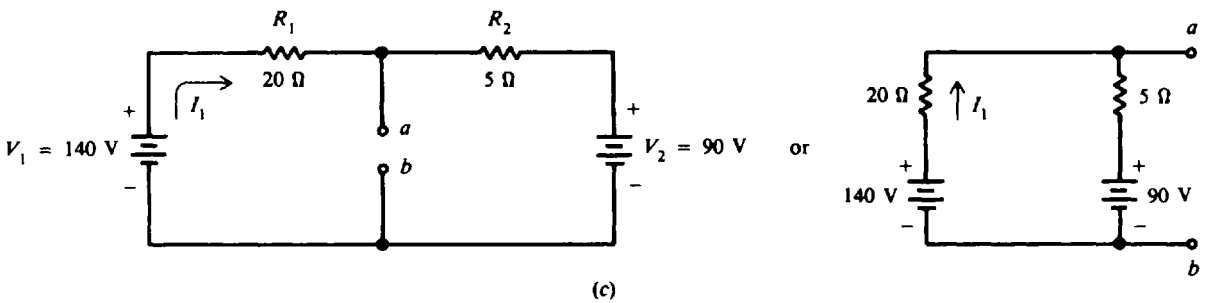 R₁
R₂
20 Ω
5 Ω
+
I₁
V₁ = 140 V
−
a
b
+
V₂ = 90 V
−
or
a
20 Ω
I₁
5 Ω
+
140 V
−
+
90 V
−
b
(c)